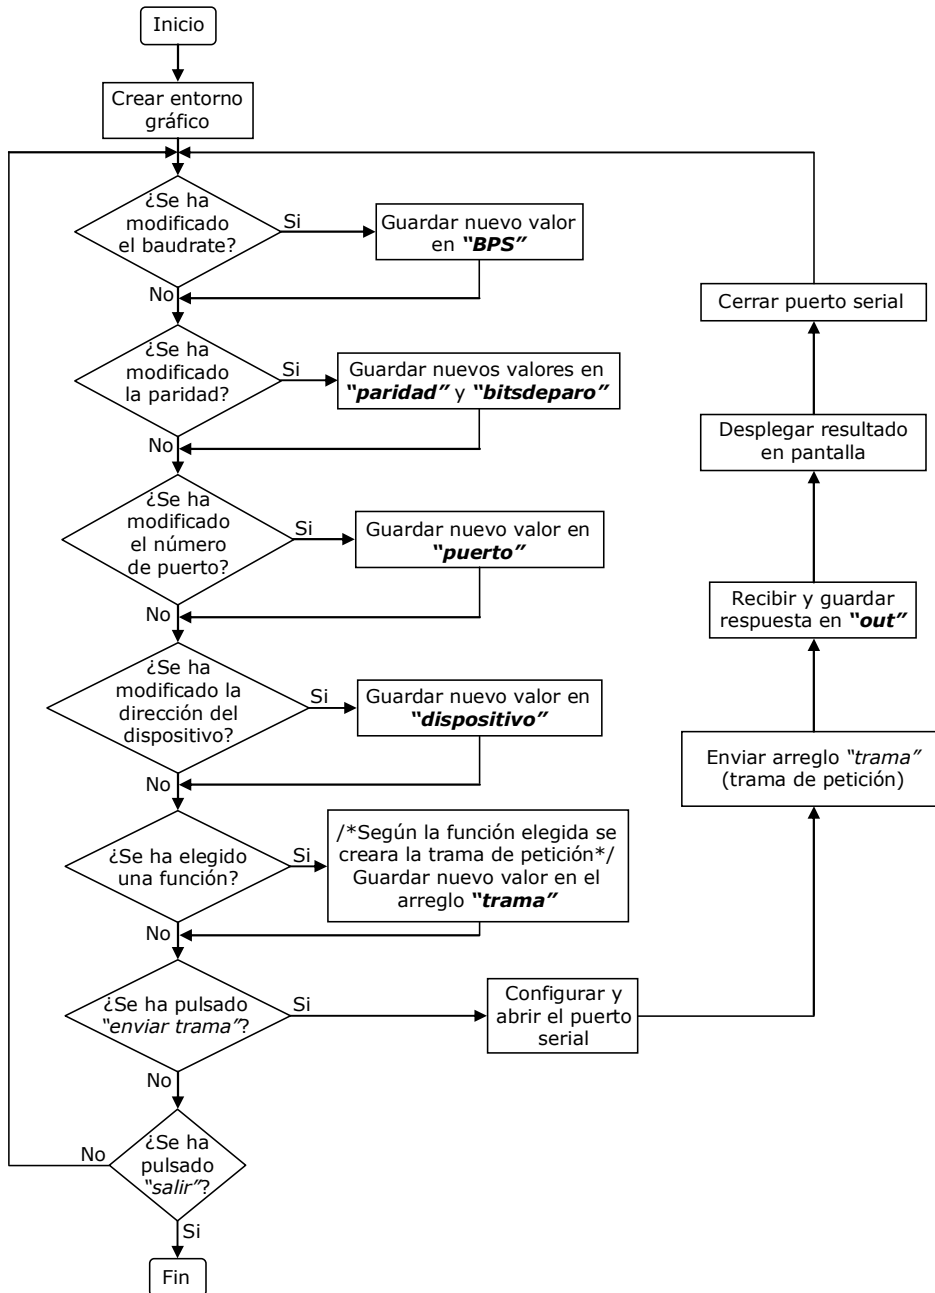 Inicio
Crear entorno
gráfico
¿Se ha
modificado
el baudrate?
Si
Guardar nuevo valor
en “BPS”
No
¿Se ha
modificado
la paridad?
Si
Guardar nuevos valores en
“paridad” y “bitsdeparo”
No
¿Se ha
modificado
el número
de puerto?
Si
Guardar nuevo valor en
“puerto”
No
¿Se ha
modificado la
dirección del
dispositivo?
Si
Guardar nuevo valor en
“dispositivo”
No
¿Se ha elegido
una función?
Si
/*Según la función elegida se
creara la trama de petición*/
Guardar nuevo valor en el
arreglo “trama”
No
¿Se ha pulsado
“enviar trama”?
Si
Configurar y
abrir el puerto
serial
Enviar arreglo “trama”
(trama de petición)
Recibir y guardar
respuesta en “out”
Desplegar resultado
en pantalla
Cerrar puerto serial
No
¿Se ha
pulsado
“salir”?
No
Si
Fin